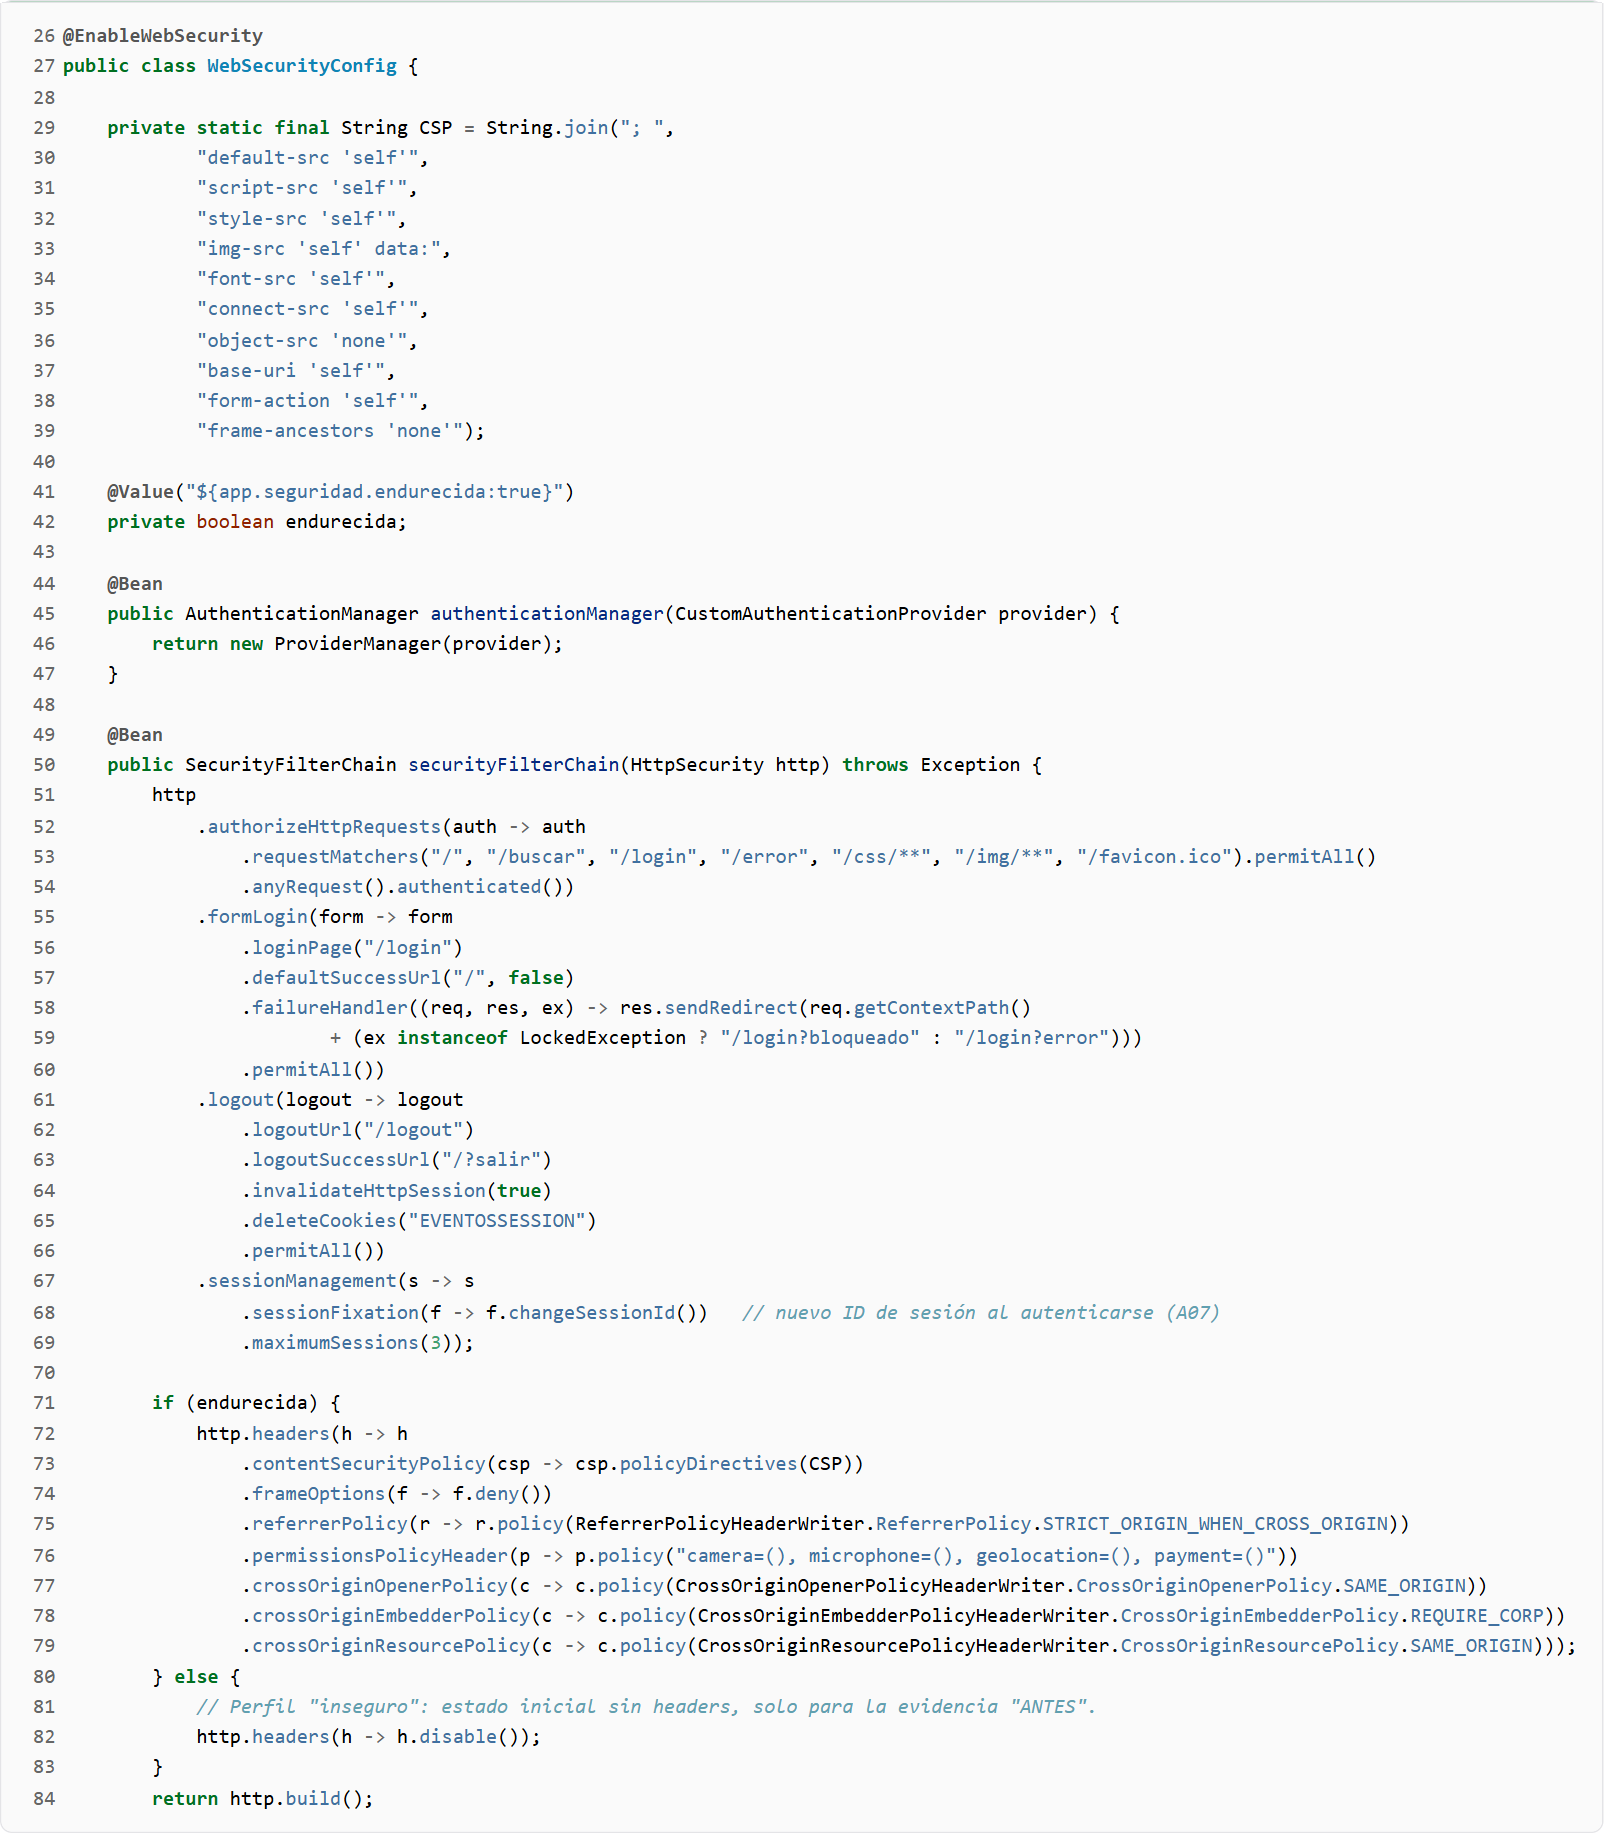 26 @EnableWebSecurity
27 public class WebSecurityConfig {
28
29     private static final String CSP = String.join("; ",
30             "default-src 'self'",
31             "script-src 'self'",
32             "style-src 'self'",
33             "img-src 'self' data:",
34             "font-src 'self'",
35             "connect-src 'self'",
36             "object-src 'none'",
37             "base-uri 'self'",
38             "form-action 'self'",
39             "frame-ancestors 'none'");
40
41     @Value("${app.seguridad.endurecida:true}")
42     private boolean endurecida;
43
44     @Bean
45     public AuthenticationManager authenticationManager(CustomAuthenticationProvider provider) {
46         return new ProviderManager(provider);
47     }
48
49     @Bean
50     public SecurityFilterChain securityFilterChain(HttpSecurity http) throws Exception {
51         http
52             .authorizeHttpRequests(auth -> auth
53                 .requestMatchers("/", "/buscar", "/login", "/error", "/css/**", "/img/**", "/favicon.ico").permitAll()
54                 .anyRequest().authenticated())
55             .formLogin(form -> form
56                 .loginPage("/login")
57                 .defaultSuccessUrl("/", false)
58                 .failureHandler((req, res, ex) -> res.sendRedirect(req.getContextPath()
59                         + (ex instanceof LockedException ? "/login?bloqueado" : "/login?error")))
60                 .permitAll())
61             .logout(logout -> logout
62                 .logoutUrl("/logout")
63                 .logoutSuccessUrl("/?salir")
64                 .invalidateHttpSession(true)
65                 .deleteCookies("EVENTOSSESSION")
66                 .permitAll())
67             .sessionManagement(s -> s
68                 .sessionFixation(f -> f.changeSessionId())   // nuevo ID de sesión al autenticarse (A07)
69                 .maximumSessions(3));
70
71         if (endurecida) {
72             http.headers(h -> h
73                 .contentSecurityPolicy(csp -> csp.policyDirectives(CSP))
74                 .frameOptions(f -> f.deny())
75                 .referrerPolicy(r -> r.policy(ReferrerPolicyHeaderWriter.ReferrerPolicy.STRICT_ORIGIN_WHEN_CROSS_ORIGIN))
76                 .permissionsPolicyHeader(p -> p.policy("camera=(), microphone=(), geolocation=(), payment=()"))
77                 .crossOriginOpenerPolicy(c -> c.policy(CrossOriginOpenerPolicyHeaderWriter.CrossOriginOpenerPolicy.SAME_ORIGIN))
78                 .crossOriginEmbedderPolicy(c -> c.policy(CrossOriginEmbedderPolicyHeaderWriter.CrossOriginEmbedderPolicy.REQUIRE_CORP))
79                 .crossOriginResourcePolicy(c -> c.policy(CrossOriginResourcePolicyHeaderWriter.CrossOriginResourcePolicy.SAME_ORIGIN)));
80         } else {
81             // Perfil "inseguro": estado inicial sin headers, solo para la evidencia "ANTES".
82             http.headers(h -> h.disable());
83         }
84         return http.build();